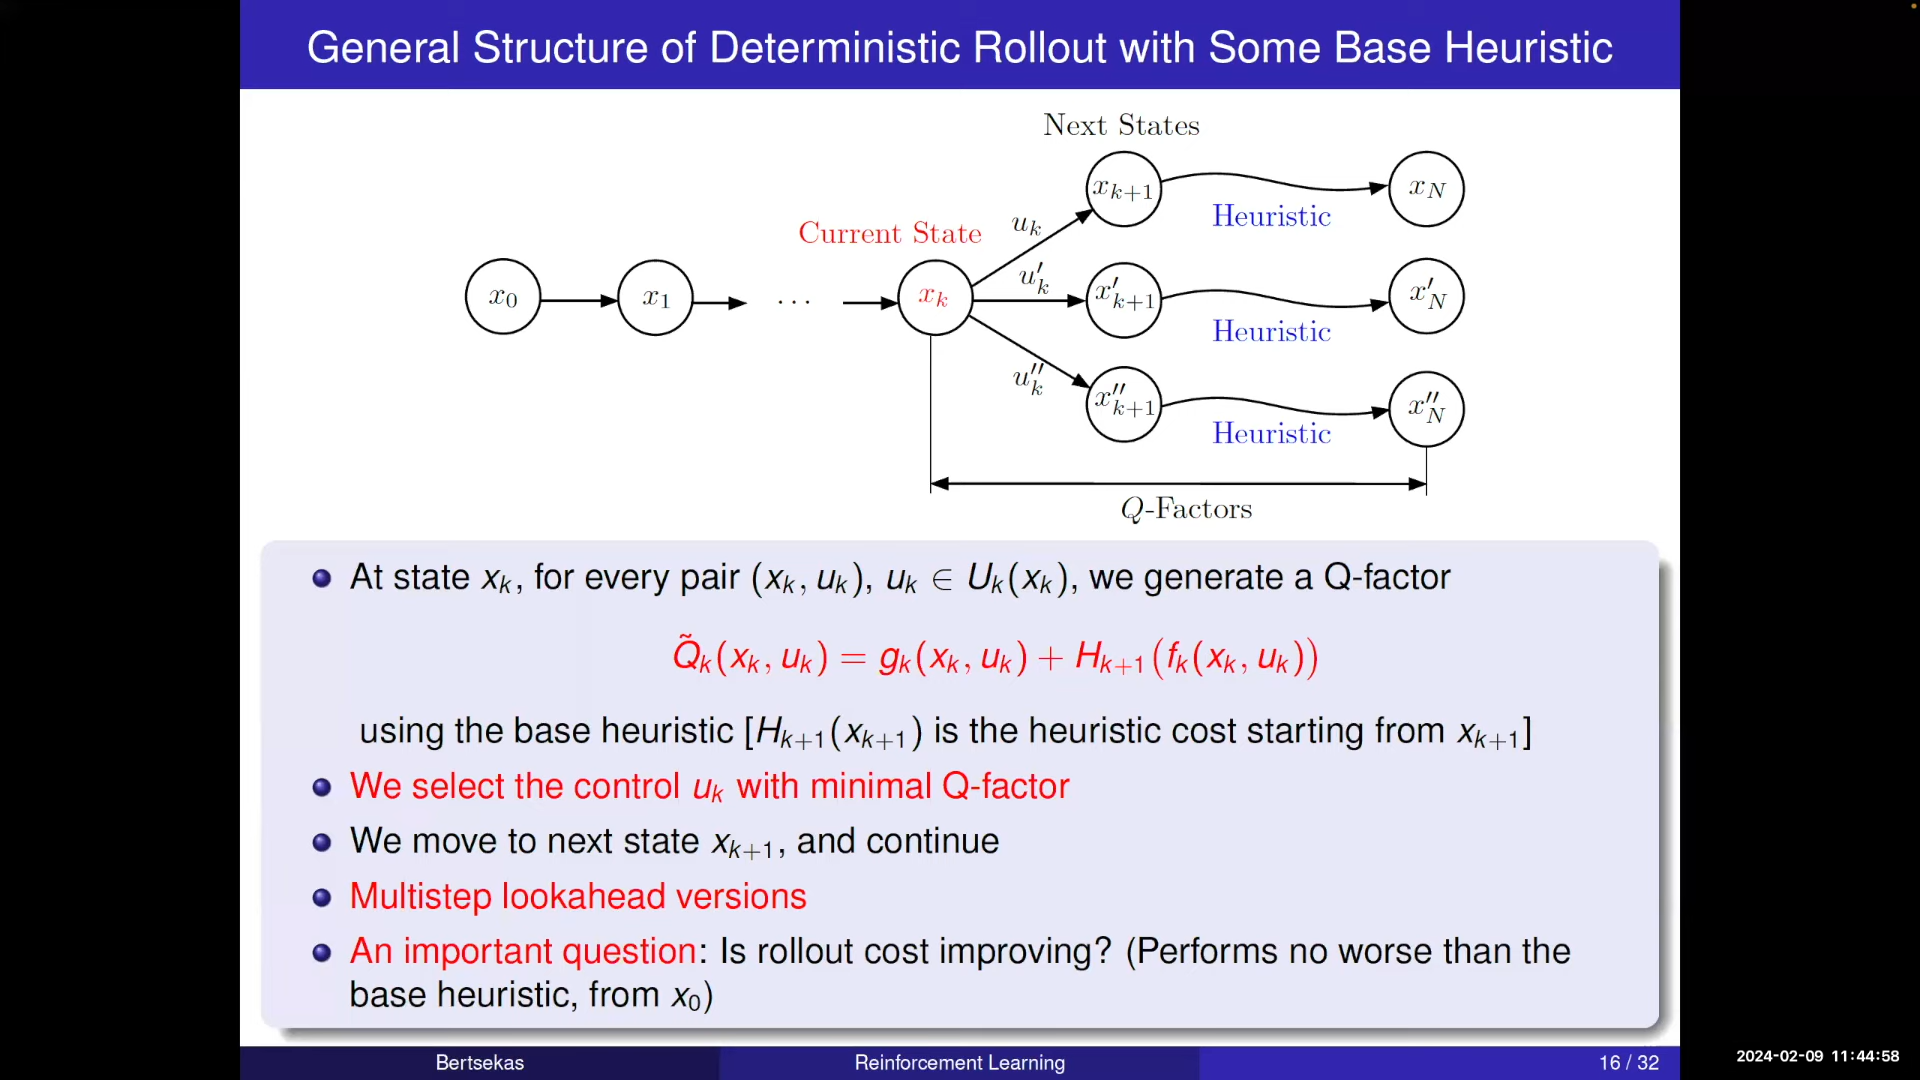 General Structure of Deterministic Rollout with Some Base Heuristic
Next States
Current State
x_0
x_1
...
x_k
u_k
u'_k
u''_k
x_{k+1}
x'_{k+1}
x''_{k+1}
Heuristic
Heuristic
Heuristic
x_N
x'_N
x''_N
Q-Factors
At state x_k, for every pair (x_k, u_k), u_k ∈ U_k(x_k), we generate a Q-factor
Q̃_k(x_k, u_k) = g_k(x_k, u_k) + H_{k+1}(f_k(x_k, u_k))
using the base heuristic [H_{k+1}(x_{k+1}) is the heuristic cost starting from x_{k+1}]
We select the control u_k with minimal Q-factor
We move to next state x_{k+1}, and continue
Multistep lookahead versions
An important question: Is rollout cost improving? (Performs no worse than the
base heuristic, from x_0)
Bertsekas
Reinforcement Learning
16 / 32
2024-02-09 11:44:58